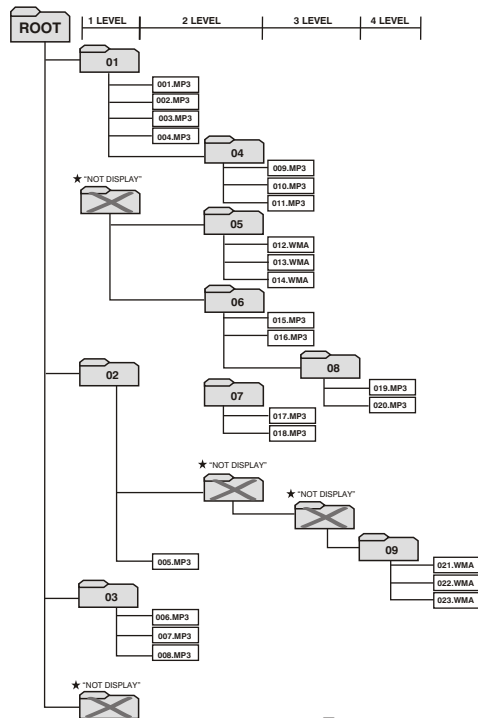 ROOT 1 LEVEL 2 LEVEL 3 LEVEL 4 LEVEL
01
001.MP3
002.MP3
003.MP3
004.MP3
04
009.MP3
010.MP3
011.MP3
★ "NOT DISPLAY"
05
012.WMA
013.WMA
014.WMA
06
015.MP3
016.MP3
08
019.MP3
020.MP3
02
07
017.MP3
018.MP3
★ "NOT DISPLAY"
★ "NOT DISPLAY"
09
021.WMA
022.WMA
023.WMA
005.MP3
03
006.MP3
007.MP3
008.MP3
★ "NOT DISPLAY"